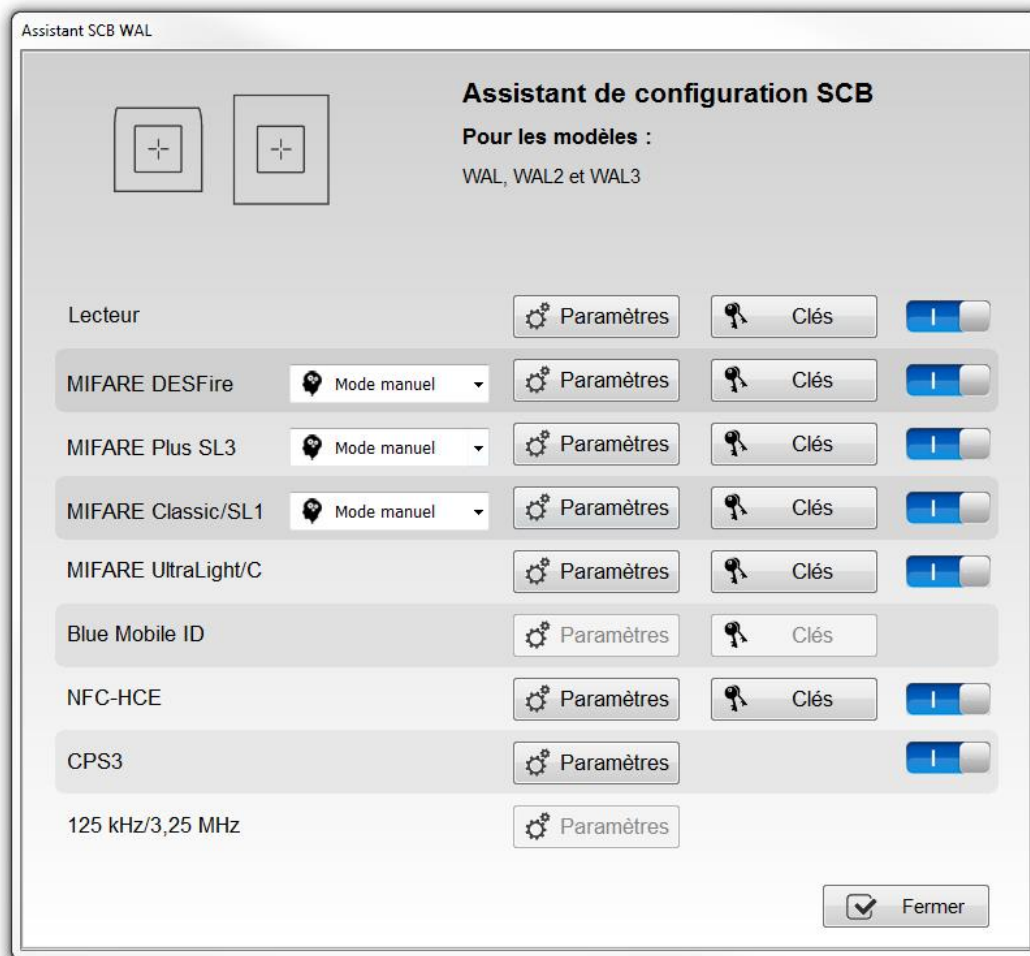 Assistant SCB WAL
Assistant de configuration SCB
Pour les modèles :
WAL, WAL2 et WAL3
Lecteur Paramètres Clés
MIFARE DESFire Mode manuel Paramètres Clés
MIFARE Plus SL3 Mode manuel Paramètres Clés
MIFARE Classic/SL1 Mode manuel Paramètres Clés
MIFARE UltraLight/C Paramètres Clés
Blue Mobile ID Paramètres Clés
NFC-HCE Paramètres Clés
CPS3 Paramètres
125 kHz/3,25 MHz Paramètres
Fermer